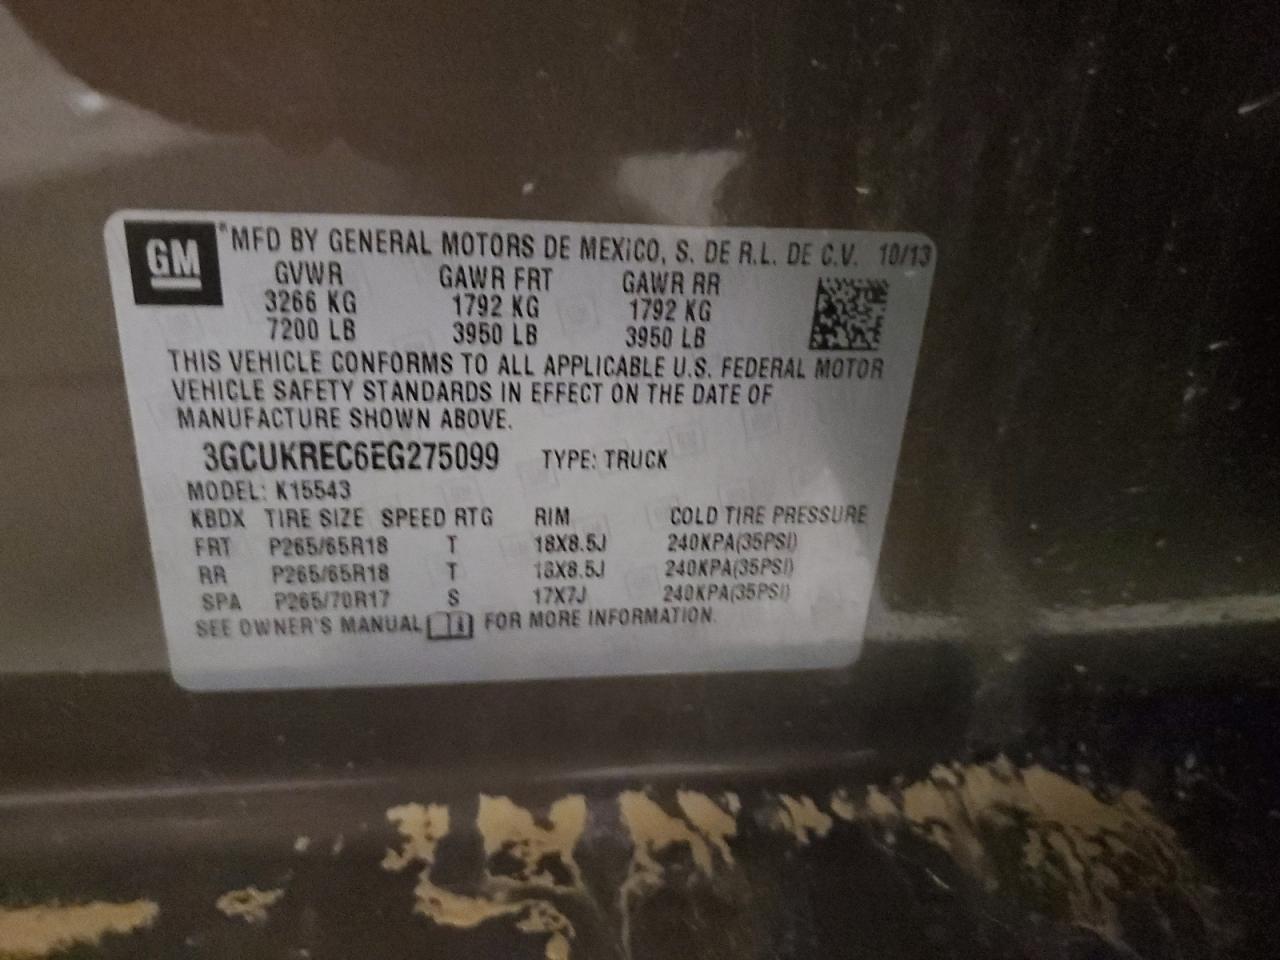 GM
MFD BY GENERAL MOTORS DE MEXICO, S. DE R.L. DE C.V. 10/13
GVWR GAWR FRT GAWR RR
3266 KG 1792 KG 1792 KG
7200 LB 3950 LB 3950 LB
THIS VEHICLE CONFORMS TO ALL APPLICABLE U.S. FEDERAL MOTOR
VEHICLE SAFETY STANDARDS IN EFFECT ON THE DATE OF
MANUFACTURE SHOWN ABOVE.
3GCUKREC6EG275099 TYPE: TRUCK
MODEL: K15543
KBDX TIRE SIZE SPEED RTG RIM COLD TIRE PRESSURE
FRT P265/65R18 T 18X8.5J 240KPA(35PSI)
RR P265/65R18 T 18X8.5J 240KPA(35PSI)
SPA P265/70R17 S 17X7J 240KPA(35PSI)
SEE OWNER'S MANUAL FOR MORE INFORMATION.